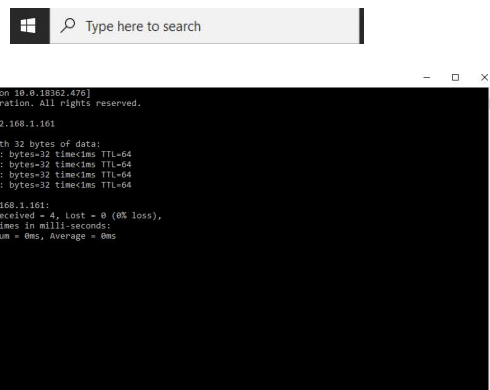 Type here to search
on 10.0.18362.476]
ration. All rights reserved.
2.168.1.161
th 32 bytes of data:
: bytes=32 time<1ms TTL=64
: bytes=32 time<1ms TTL=64
: bytes=32 time<1ms TTL=64
: bytes=32 time<1ms TTL=64
168.1.161:
eceived = 4, Lost = 0 (0% loss),
imes in milli-seconds:
um = 0ms, Average = 0ms